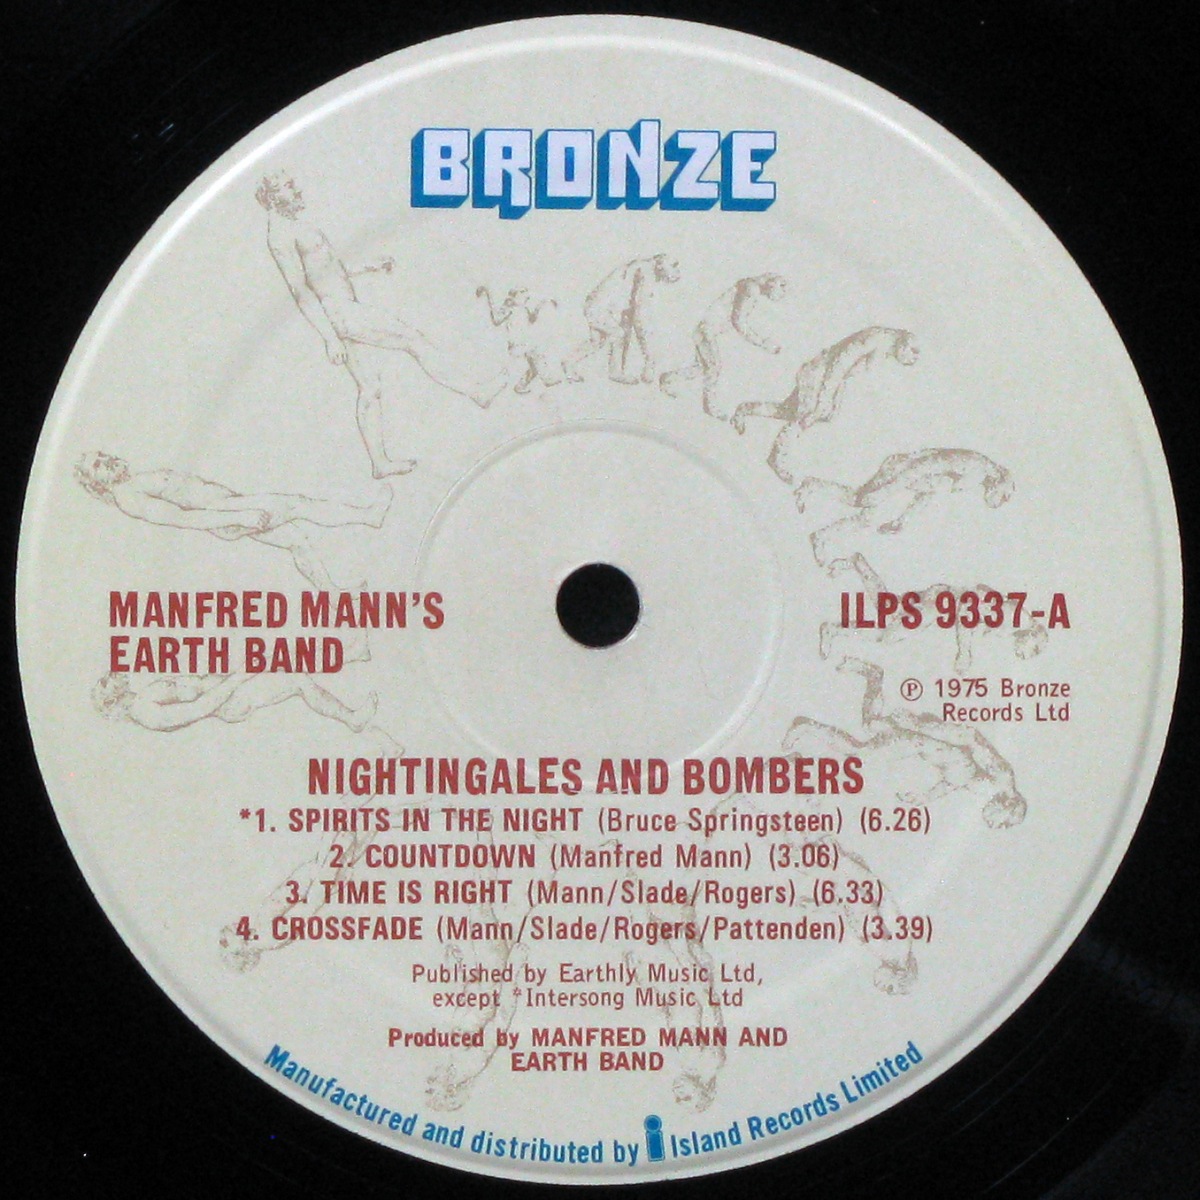 BRONZE
MANFRED MANN'S
EARTH BAND
ILPS 9337-A
℗ 1975 Bronze
Records Ltd
NIGHTINGALES AND BOMBERS
*1. SPIRITS IN THE NIGHT (Bruce Springsteen) (6.26)
2. COUNTDOWN (Manfred Mann) (3.06)
3. TIME IS RIGHT (Mann/Slade/Rogers) (6.33)
4. CROSSFADE (Mann/Slade/Rogers/Pattenden) (3.39)
Published by Earthly Music Ltd,
except *Intersong Music Ltd
Produced by MANFRED MANN AND
EARTH BAND
Manufactured and distributed by i Island Records Limited